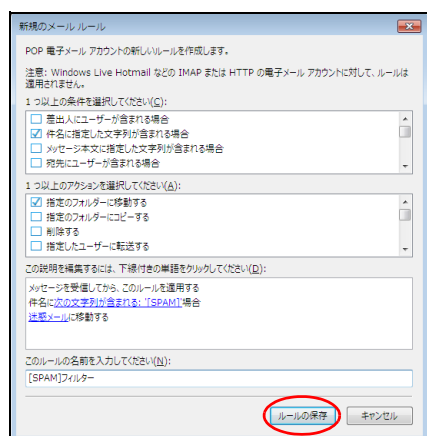 新規のメール ルール
POP 電子メール アカウントの新しいルールを作成します。
注意: Windows Live Hotmail などの IMAP または HTTP の電子メール アカウントに対して、ルールは
適用されません。
1 つ以上の条件を選択してください(C):
差出人にユーザーが含まれる場合
件名に指定した文字列が含まれる場合
メッセージ本文に指定した文字列が含まれる場合
宛先にユーザーが含まれる場合
1 つ以上のアクションを選択してください(A):
指定のフォルダーに移動する
指定のフォルダーにコピーする
削除する
指定したユーザーに転送する
この説明を編集するには、下線付きの単語をクリックしてください(D):
メッセージを受信してから、このルールを適用する
件名に次の文字列が含まれる: '[SPAM]'場合
迷惑メールに移動する
このルールの名前を入力してください(N):
[SPAM]フィルター
ルールの保存 キャンセル